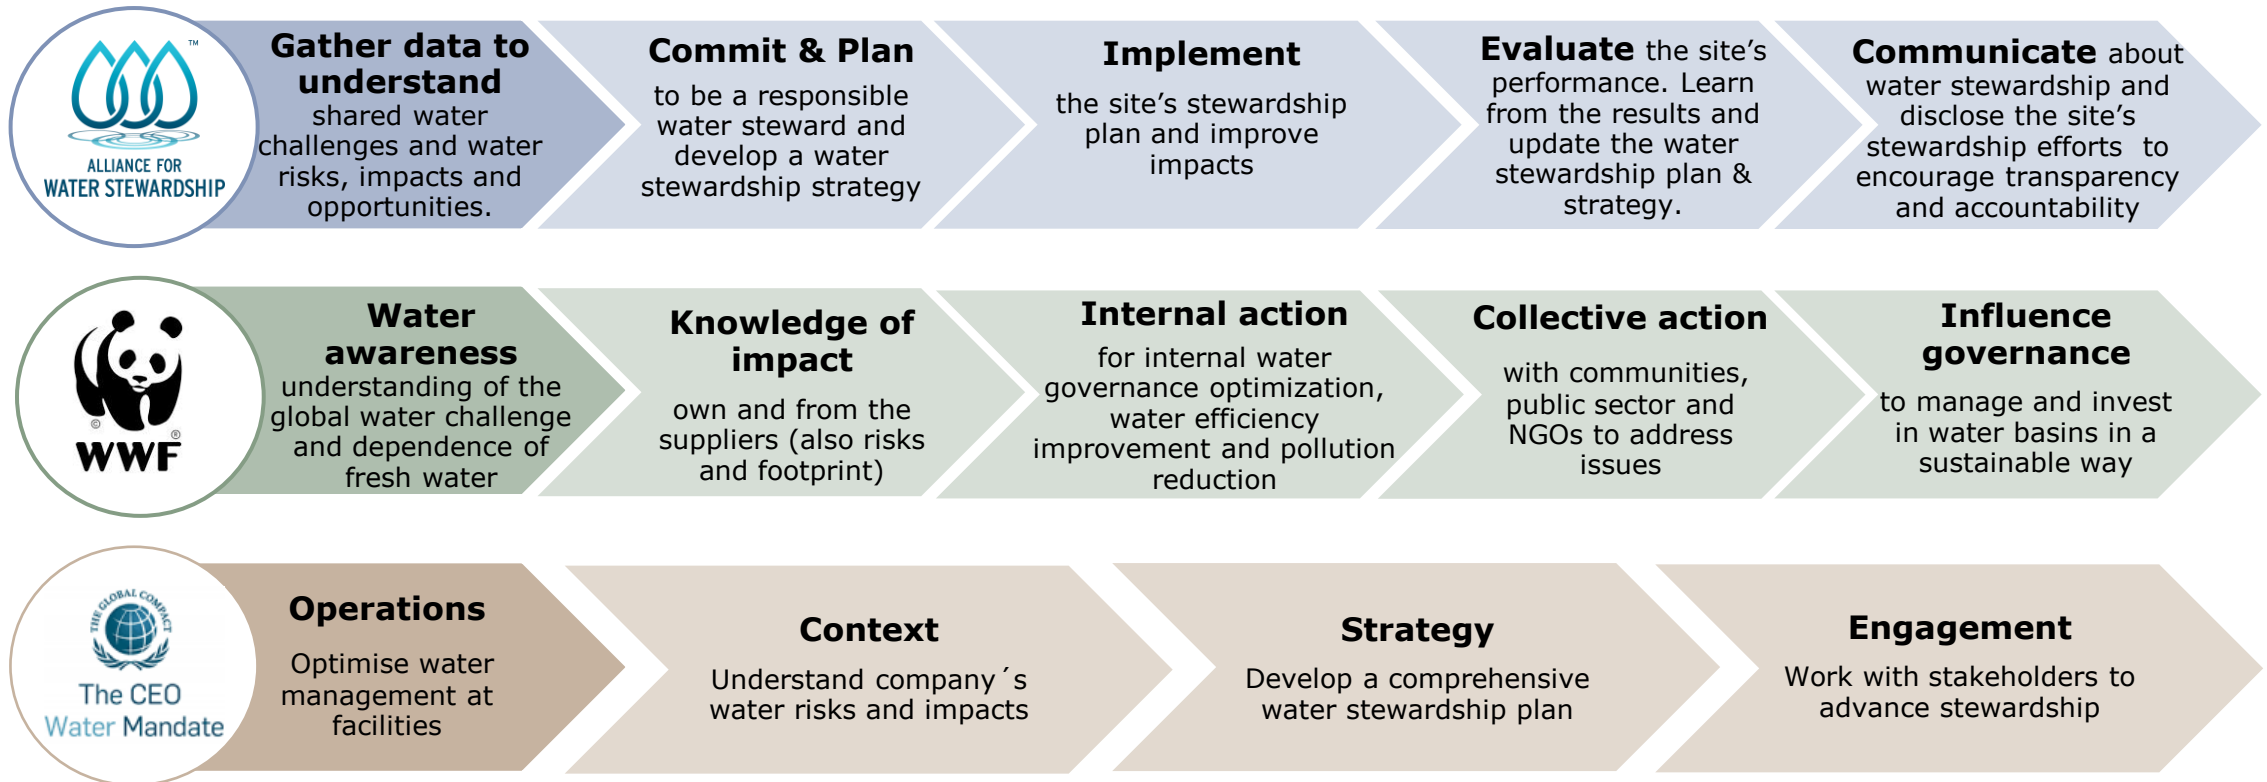 ™
ALLIANCE FOR
WATER STEWARDSHIP
Gather data to
understand
shared water
challenges and water
risks, impacts and
opportunities.
Commit & Plan
to be a responsible
water steward and
develop a water
stewardship strategy
Implement
the site’s stewardship
plan and improve
impacts
Evaluate the site’s
performance. Learn
from the results and
update the water
stewardship plan &
strategy.
Communicate about
water stewardship and
disclose the site’s
stewardship efforts to
encourage transparency
and accountability
©
®
WWF
Water
awareness
understanding of the
global water challenge
and dependence of
fresh water
Knowledge of
impact
own and from the
suppliers (also risks
and footprint)
Internal action
for internal water
governance optimization,
water efficiency
improvement and pollution
reduction
Collective action
with communities,
public sector and
NGOs to address
issues
Influence
governance
to manage and invest
in water basins in a
sustainable way
THE GLOBAL COMPACT
The CEO
Water Mandate
Operations
Optimise water
management at
facilities
Context
Understand company´s
water risks and impacts
Strategy
Develop a comprehensive
water stewardship plan
Engagement
Work with stakeholders to
advance stewardship